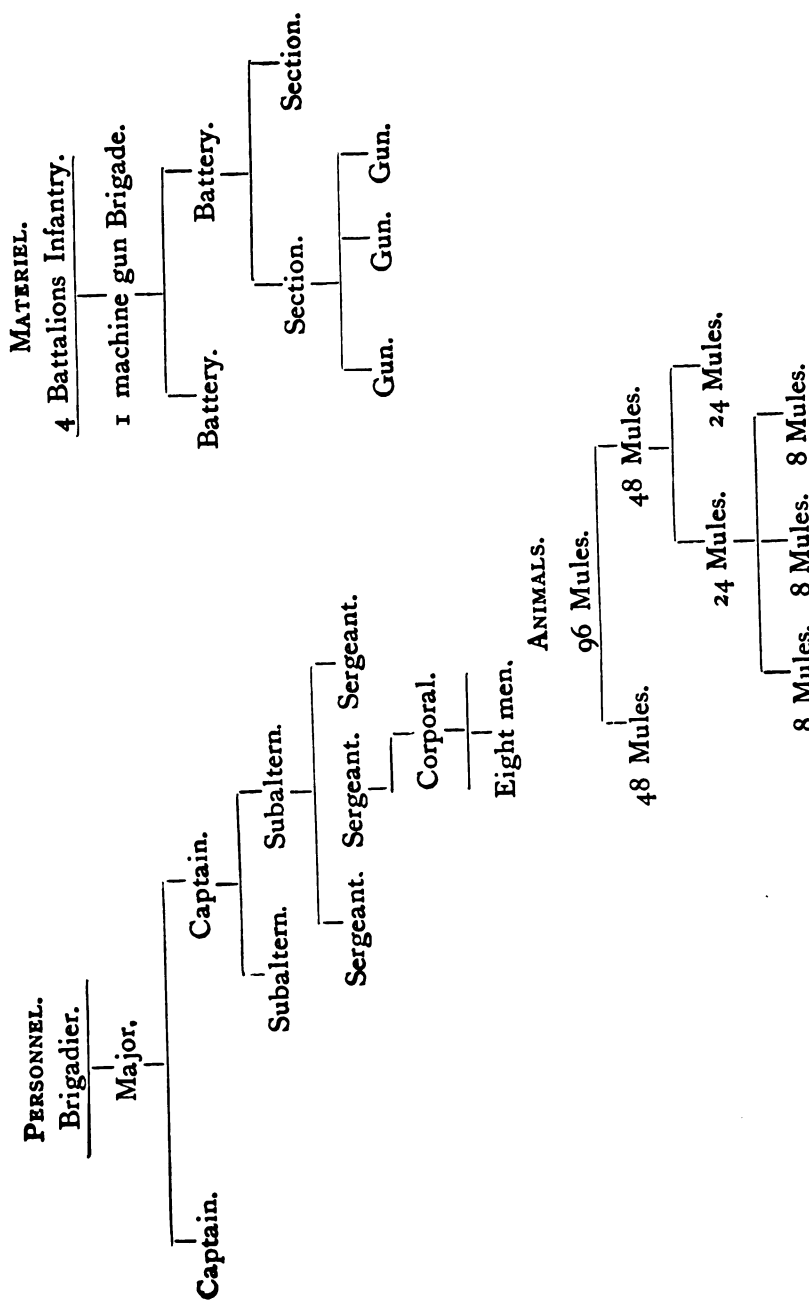 PERSONNEL.
Brigadier.
Major,
Captain. Captain.
Subaltern. Subaltern.
Sergeant. Sergeant. Sergeant.
Corporal.
Eight men.
MATERIEL.
4 Battalions Infantry.
1 machine gun Brigade.
Battery. Battery.
Section. Section.
Gun. Gun. Gun.
ANIMALS.
96 Mules.
48 Mules. 48 Mules.
24 Mules. 24 Mules.
8 Mules. 8 Mules. 8 Mules.